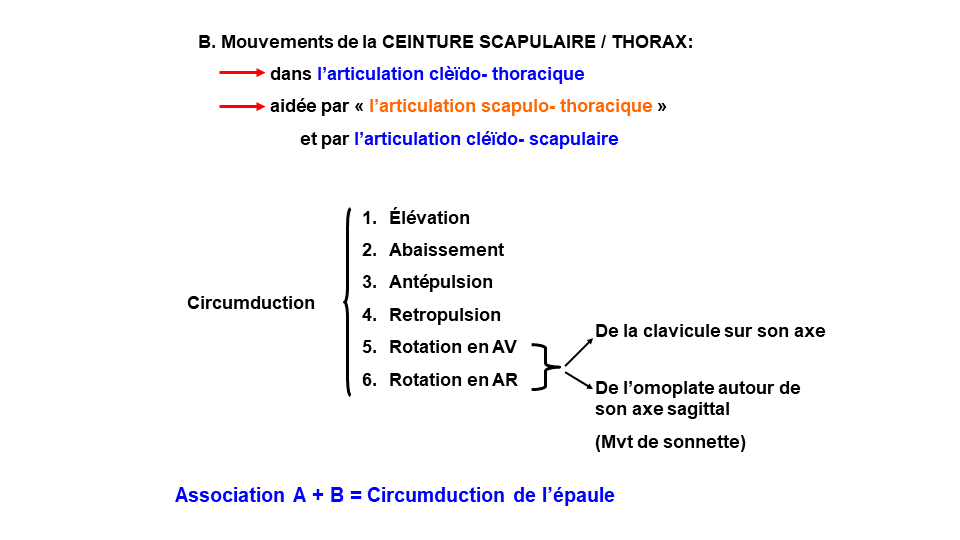 B. Mouvements de la CEINTURE SCAPULAIRE / THORAX:
dans l’articulation clèïdo- thoracique
aidée par « l’articulation scapulo- thoracique »
et par l’articulation cléïdo- scapulaire
Circumduction
1. Élévation
2. Abaissement
3. Antépulsion
4. Retropulsion
5. Rotation en AV
6. Rotation en AR
De la clavicule sur son axe
De l’omoplate autour de
son axe sagittal
(Mvt de sonnette)
Association A + B = Circumduction de l’épaule